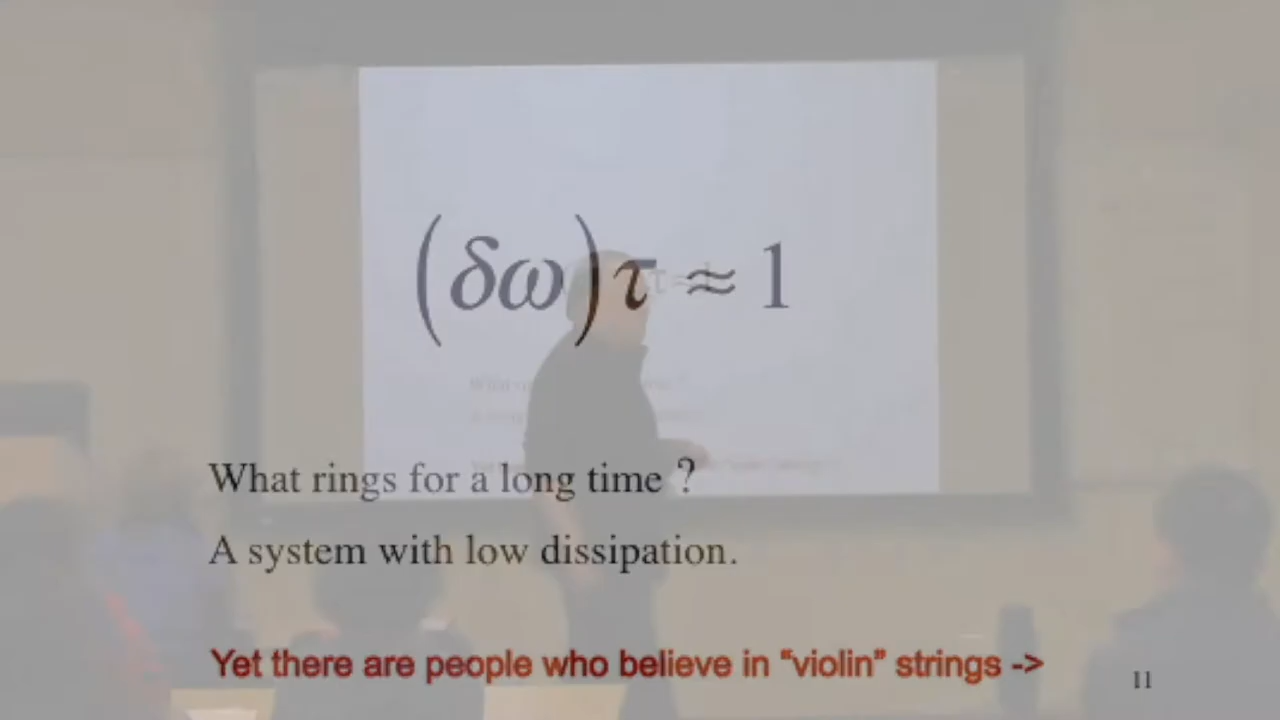 (δω)τ ≈ 1
What rings for a long time ?
A system with low dissipation.
Yet there are people who believe in “violin” strings ->
11